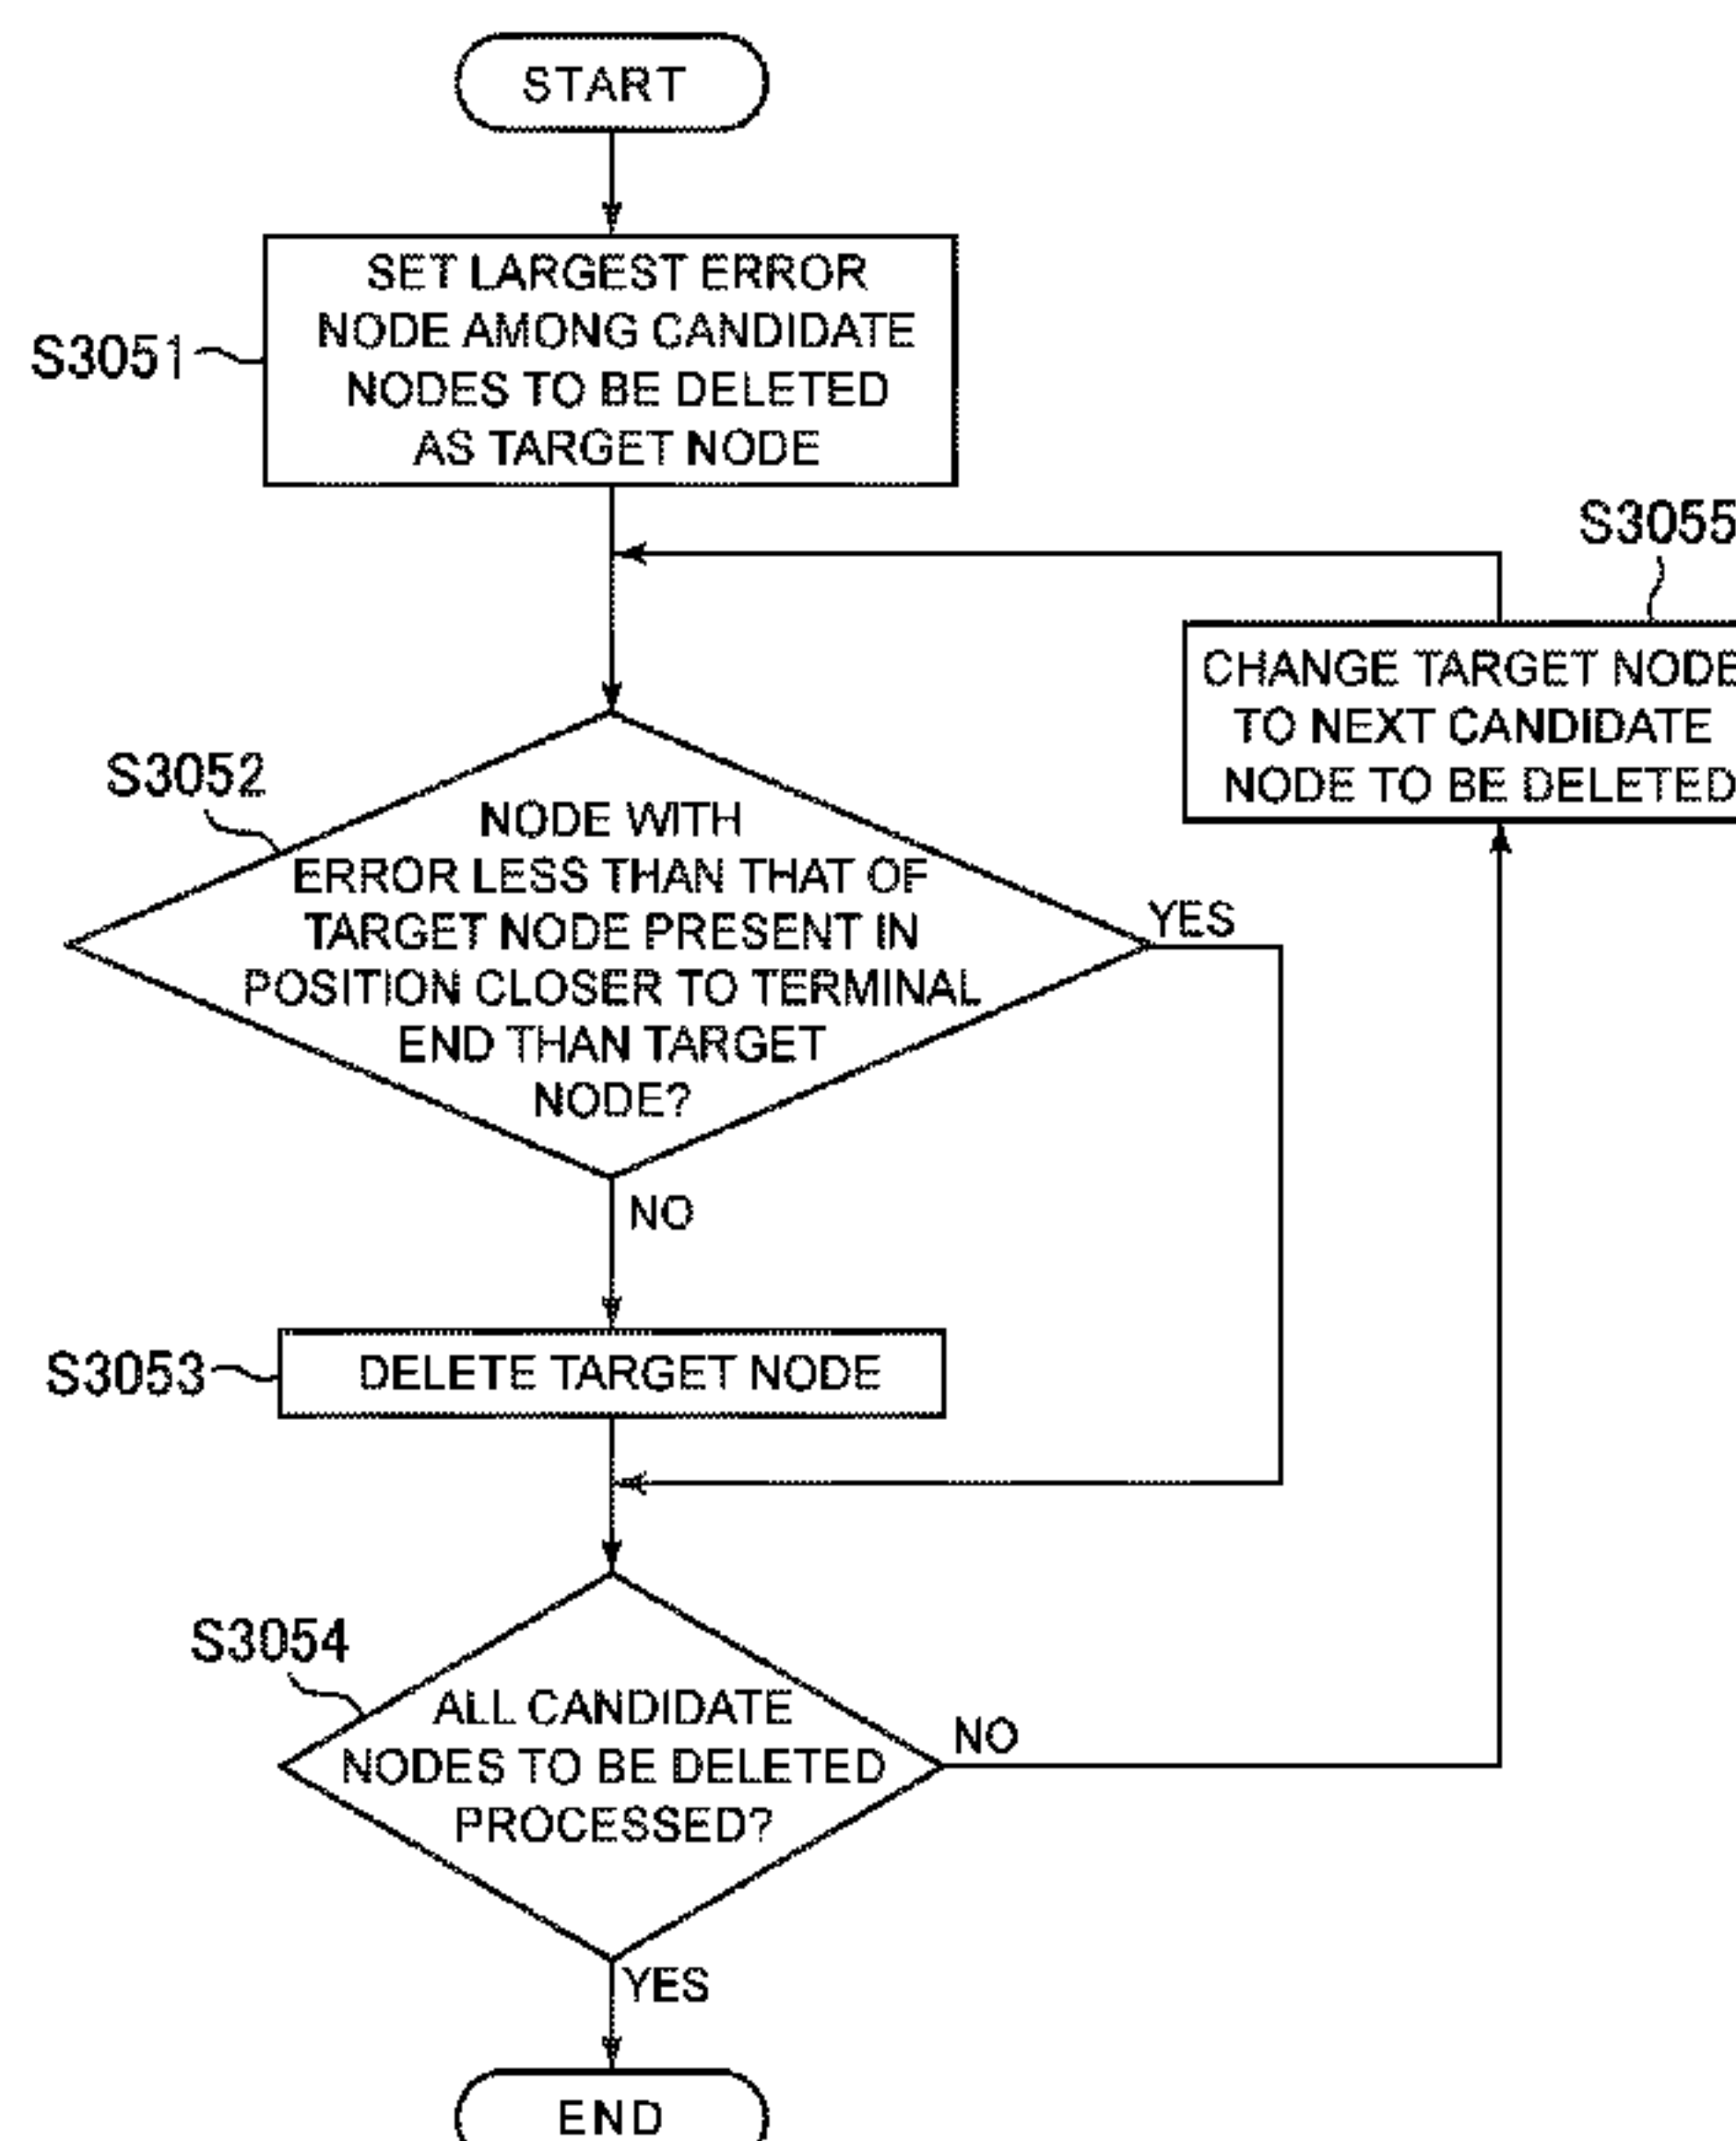 START
S3051
SET LARGEST ERROR
NODE AMONG CANDIDATE
NODES TO BE DELETED
AS TARGET NODE
S3055
CHANGE TARGET NODE
TO NEXT CANDIDATE
NODE TO BE DELETED
S3052
NODE WITH
ERROR LESS THAN THAT OF
TARGET NODE PRESENT IN
POSITION CLOSER TO TERMINAL
END THAN TARGET
NODE?
YES
NO
S3053
DELETE TARGET NODE
S3054
ALL CANDIDATE
NODES TO BE DELETED
PROCESSED?
NO
YES
END